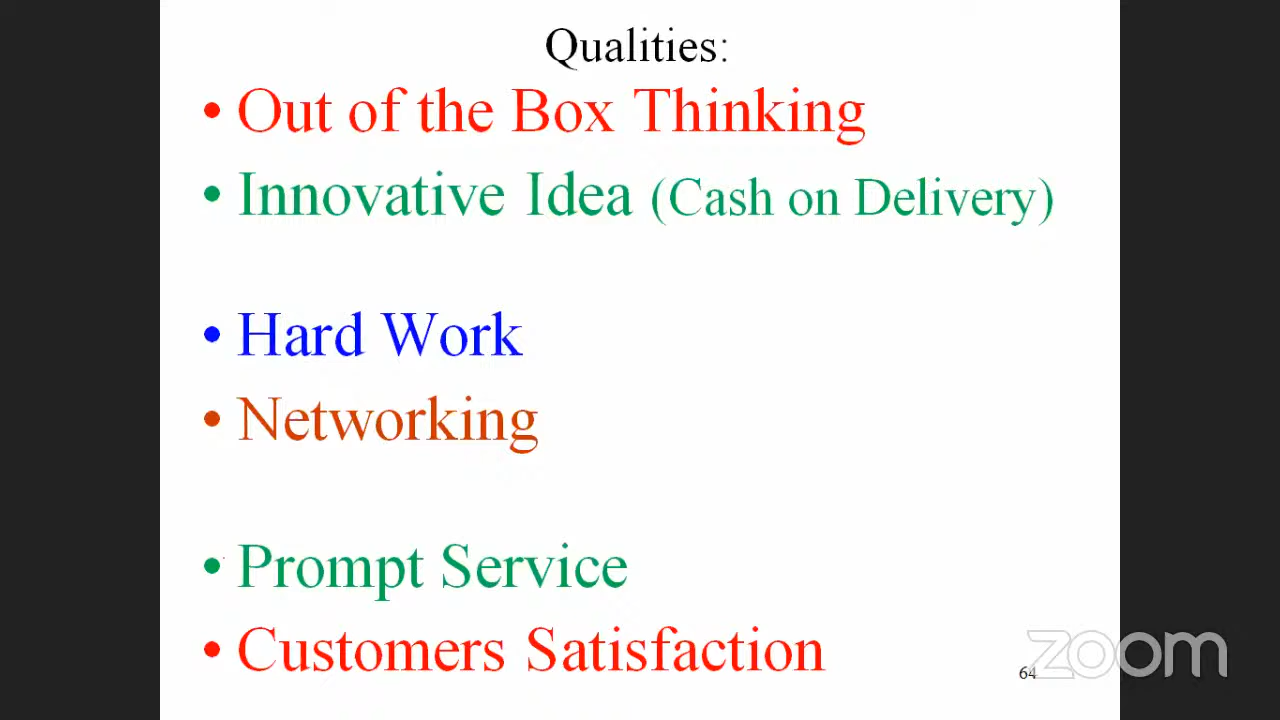 Qualities:
• Out of the Box Thinking
• Innovative Idea (Cash on Delivery)
• Hard Work
• Networking
• Prompt Service
• Customers Satisfaction
64
zoom